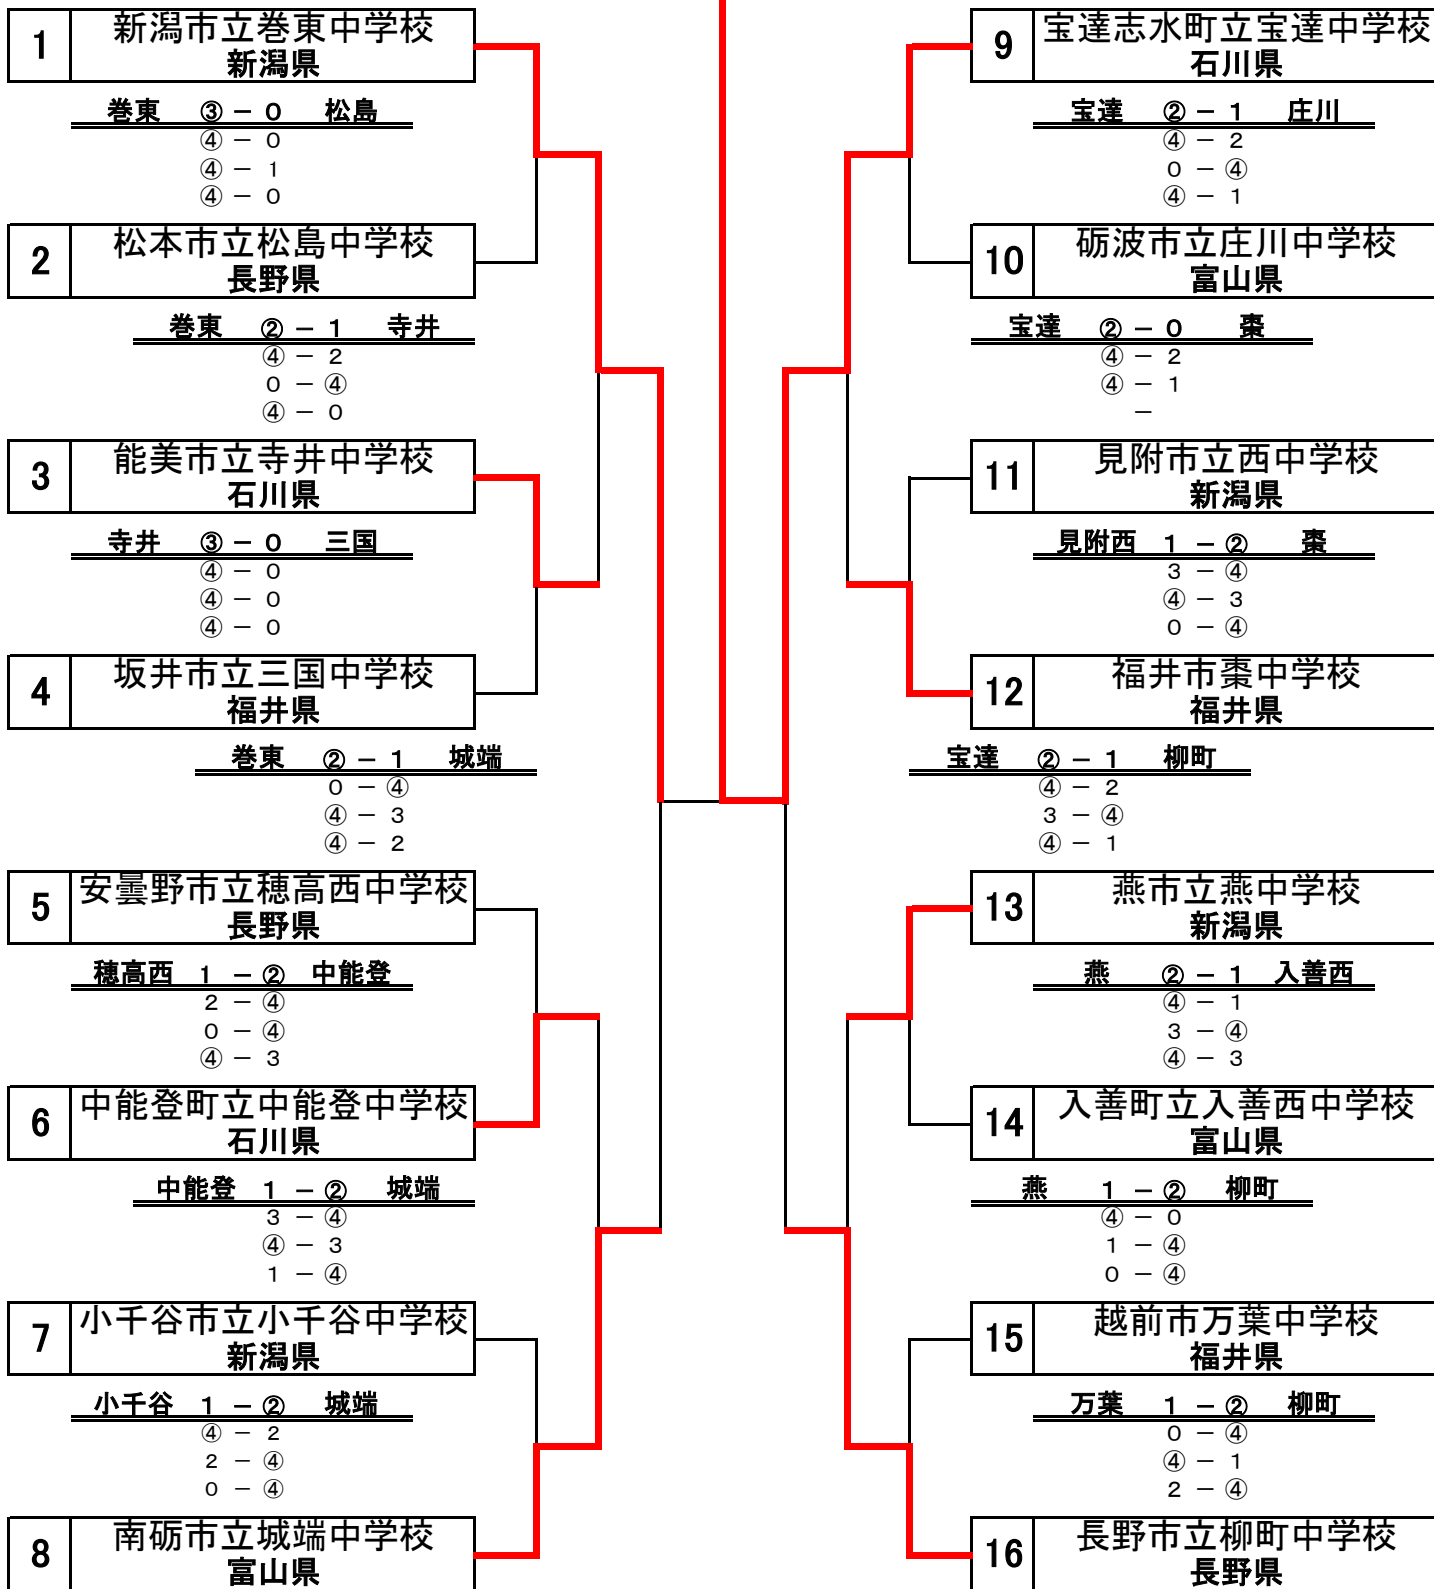 1
新潟市立巻東中学校
新潟県
巻東 ③ － 0 松島
④ － 0
④ － 1
④ － 0
2
松本市立松島中学校
長野県
巻東 ② － 1 寺井
④ － 2
0 － ④
④ － 0
3
能美市立寺井中学校
石川県
寺井 ③ － 0 三国
④ － 0
④ － 0
④ － 0
4
坂井市立三国中学校
福井県
巻東 ② － 1 城端
0 － ④
④ － 3
④ － 2
5
安曇野市立穂高西中学校
長野県
穂高西 1 － ② 中能登
2 － ④
0 － ④
④ － 3
6
中能登町立中能登中学校
石川県
中能登 1 － ② 城端
3 － ④
④ － 3
1 － ④
7
小千谷市立小千谷中学校
新潟県
小千谷 1 － ② 城端
④ － 2
2 － ④
0 － ④
8
南砺市立城端中学校
富山県
9
宝達志水町立宝達中学校
石川県
宝達 ② － 1 庄川
④ － 2
0 － ④
④ － 1
10
砺波市立庄川中学校
富山県
宝達 ② － 0 棗
④ － 2
④ － 1
－
11
見附市立西中学校
新潟県
見附西 1 － ② 棗
3 － ④
④ － 3
0 － ④
12
福井市棗中学校
福井県
宝達 ② － 1 柳町
④ － 2
3 － ④
④ － 1
13
燕市立燕中学校
新潟県
燕 ② － 1 入善西
④ － 1
3 － ④
④ － 3
14
入善町立入善西中学校
富山県
燕 1 － ② 柳町
④ － 0
1 － ④
0 － ④
15
越前市万葉中学校
福井県
万葉 1 － ② 柳町
0 － ④
④ － 1
2 － ④
16
長野市立柳町中学校
長野県